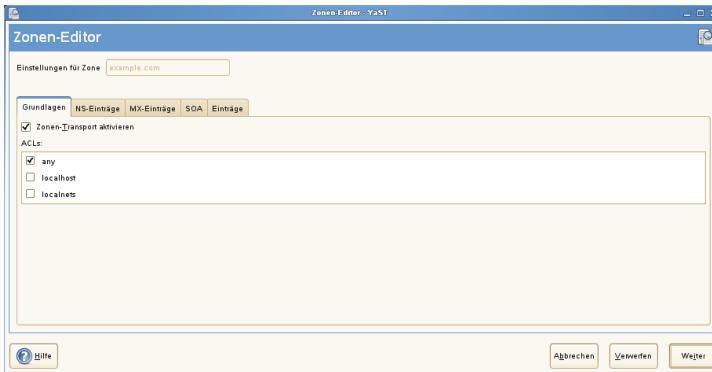 Zonen-Editor - YaST
Zonen-Editor
Einstellungen für Zone example.com
Grundlagen NS-Einträge MX-Einträge SOA Einträge
Zonen-Transport aktivieren
ACLs:
any
localhost
localnets
Hilfe Abbrechen Verwerfen Weiter